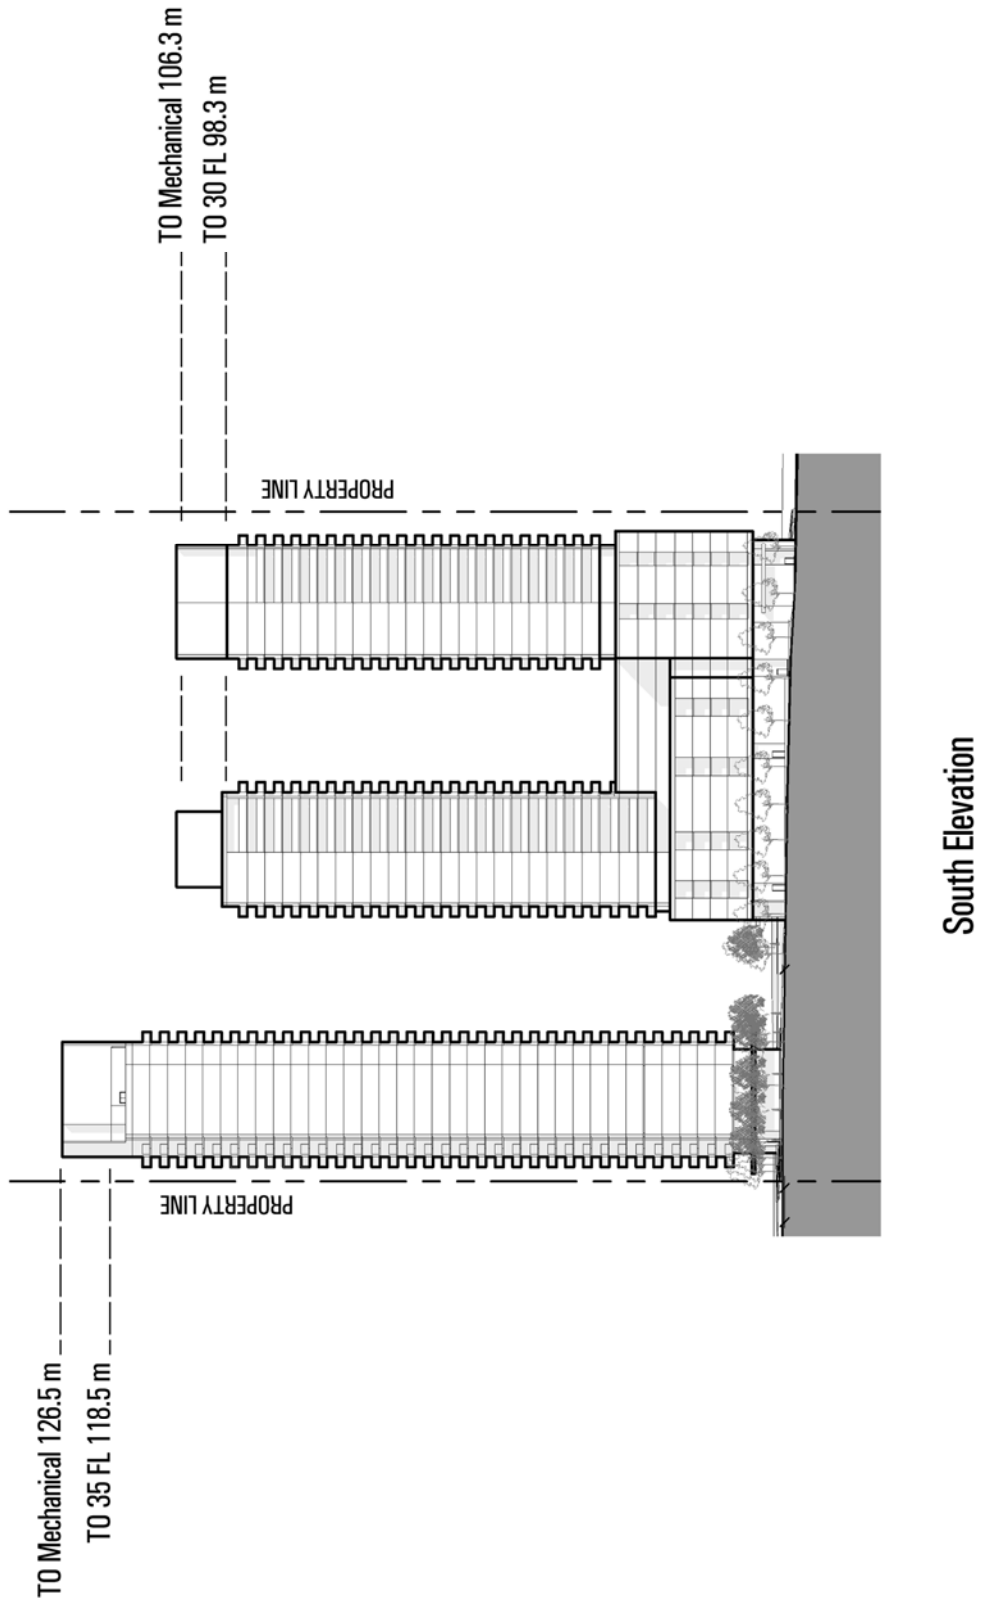 TO Mechanical 126.5 m
TO 35 FL 118.5 m
PROPERTY LINE
PROPERTY LINE
TO Mechanical 106.3 m
TO 30 FL 98.3 m
South Elevation